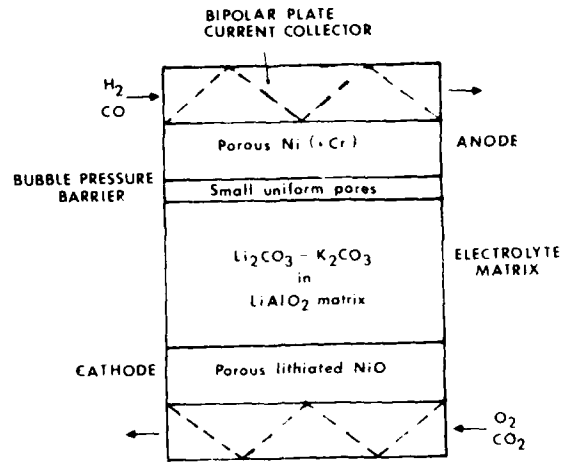 BIPOLAR PLATE
CURRENT COLLECTOR
H2
CO
Porous Ni (+Cr)
ANODE
BUBBLE PRESSURE
BARRIER
Small uniform pores
Li2CO3 – K2CO3
in
LiAlO2 matrix
ELECTROLYTE
MATRIX
CATHODE
Porous lithiated NiO
O2
CO2